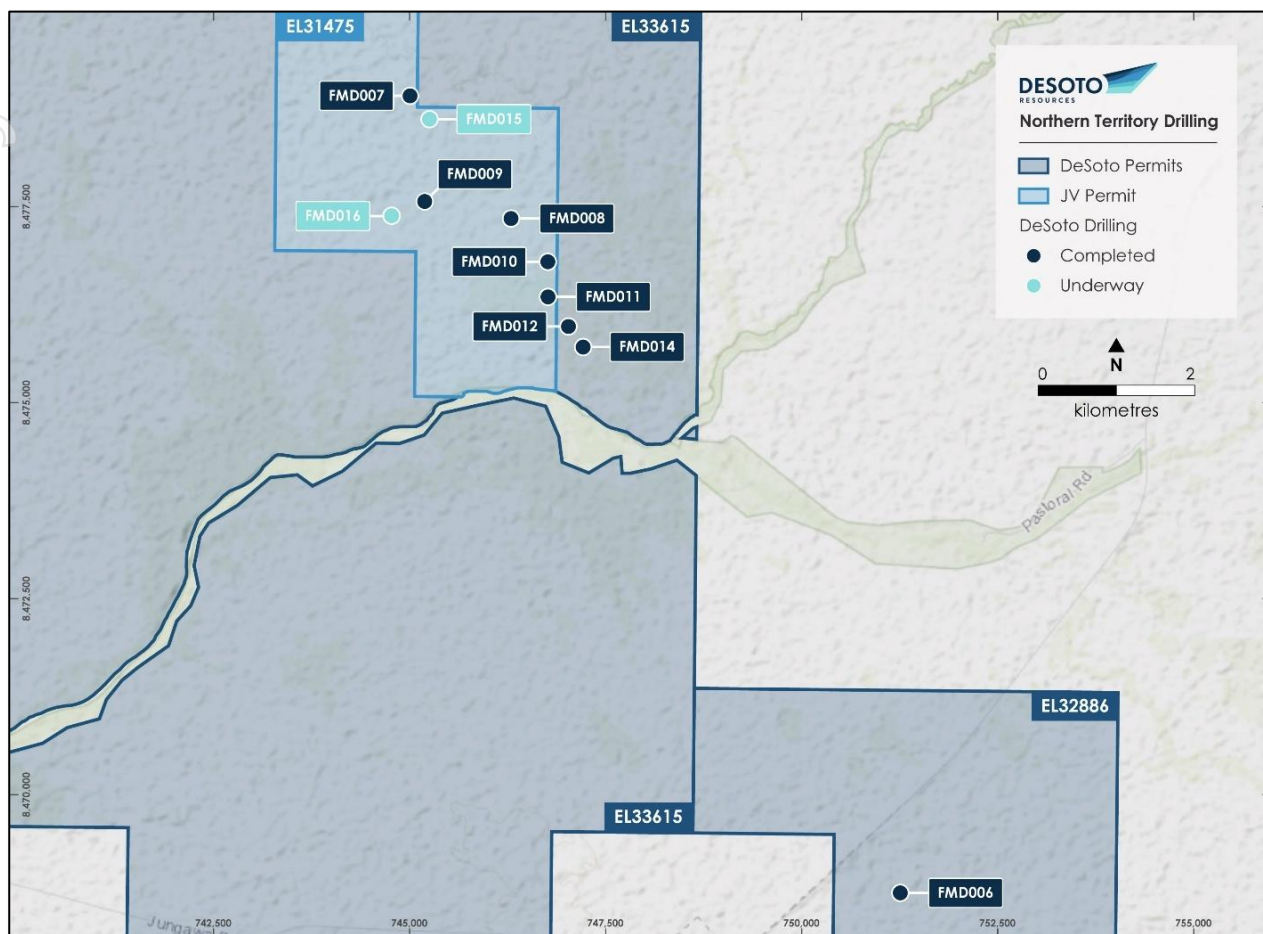 EL31475
EL33615
DESOTO
RESOURCES
Northern Territory Drilling
DeSoto Permits
JV Permit
DeSoto Drilling
Completed
Underway
N
0 2
kilometres
FMD007
FMD015
FMD009
FMD016
FMD008
FMD010
FMD011
FMD012
FMD014
8,477,500
8,475,000
8,472,500
8,470,000
Pastoral Rd
EL32886
EL33615
FMD006
742,500
745,000
747,500
750,000
752,500
755,000